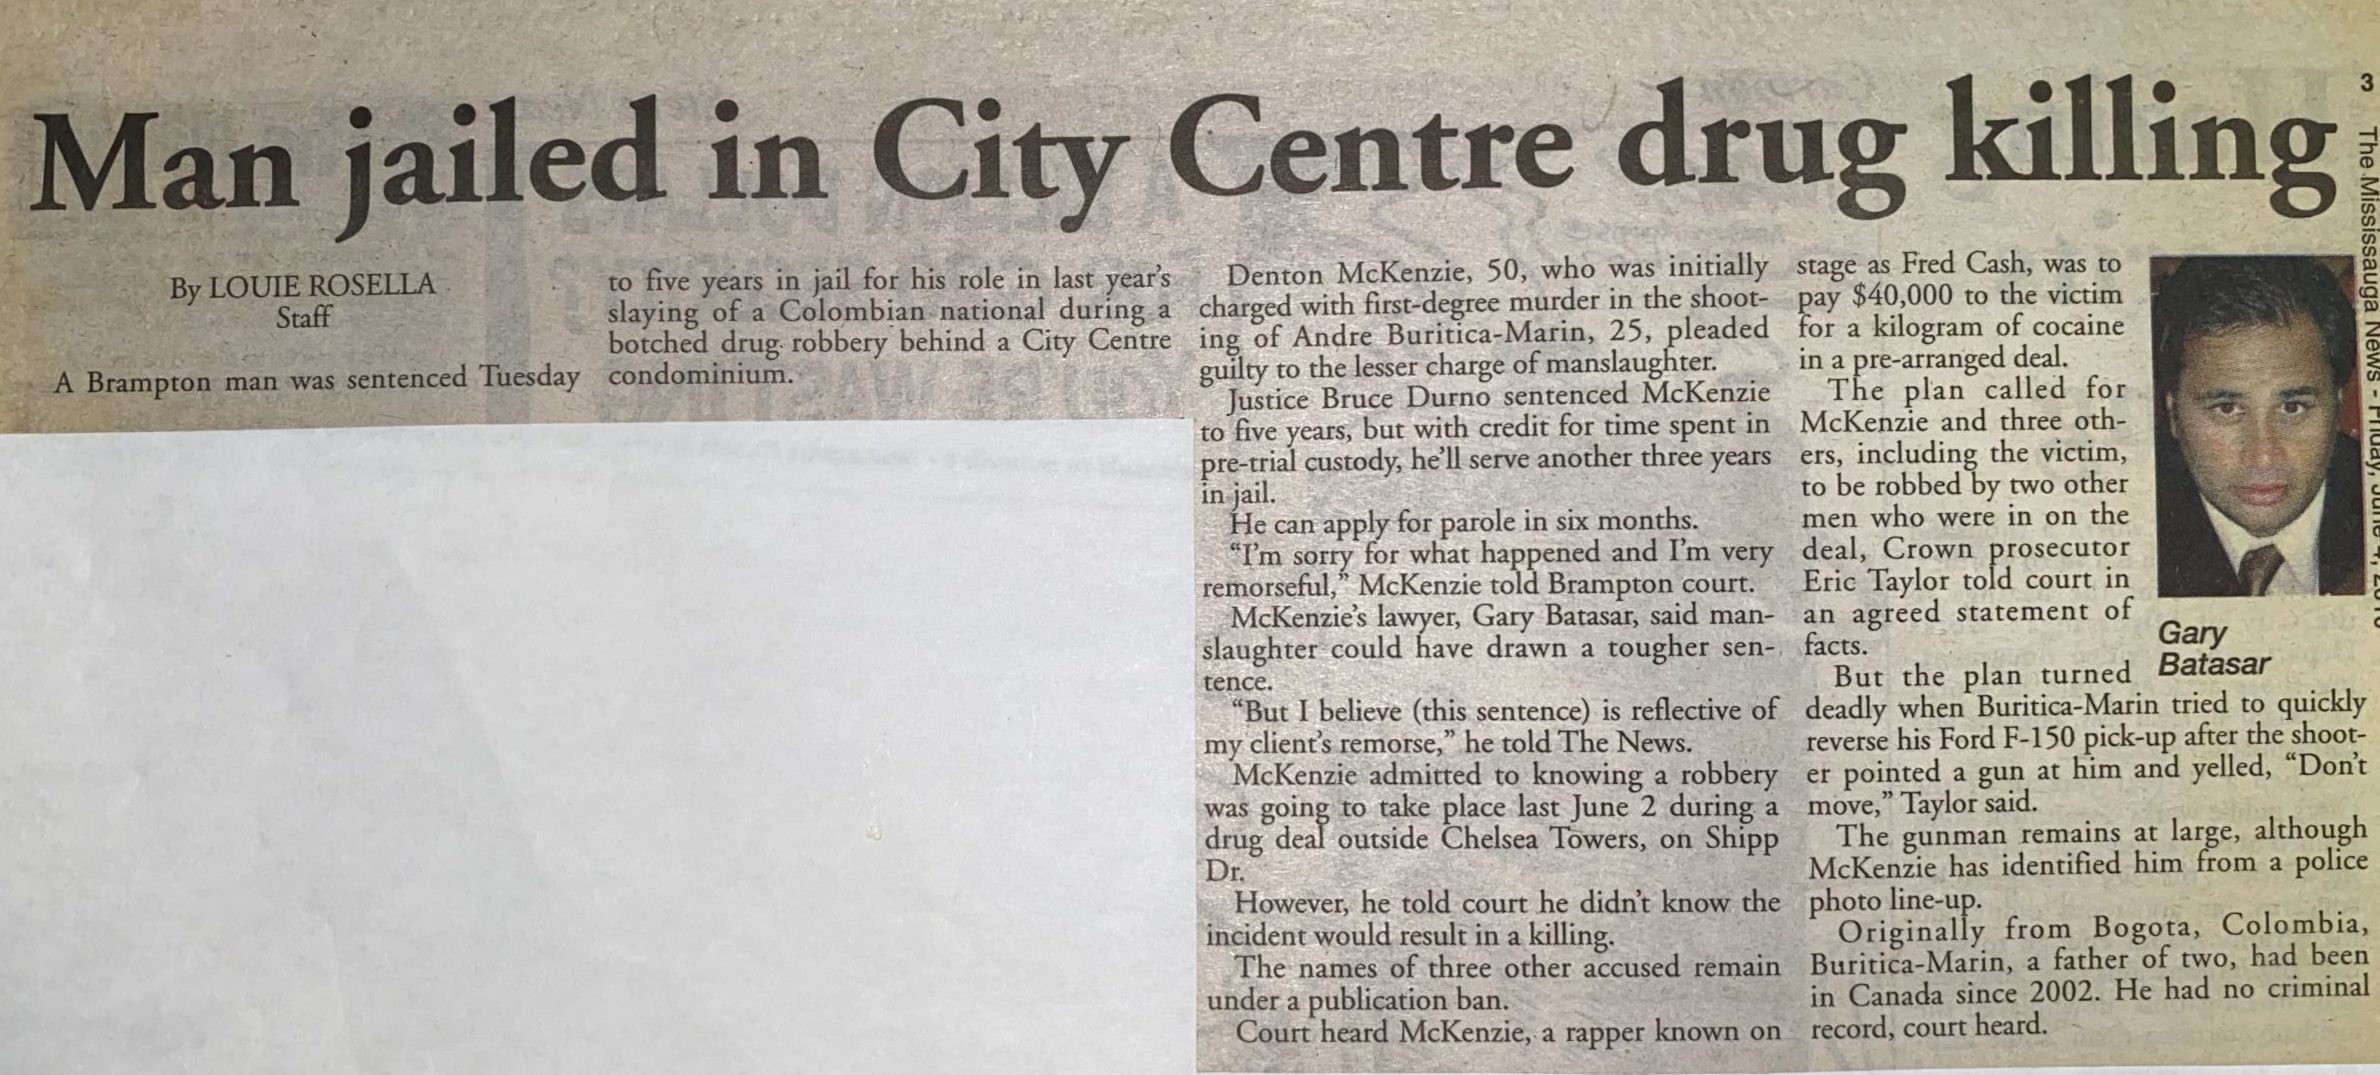 Man jailed in City Centre drug killing
By LOUIE ROSELLA
Staff
A Brampton man was sentenced Tuesday
to five years in jail for his role in last year's
slaying of a Colombian national during a
botched drug robbery behind a City Centre
condominium.
Denton McKenzie, 50, who was initially
charged with first-degree murder in the shoot-
ing of Andre Buritica-Marin, 25, pleaded
guilty to the lesser charge of manslaughter.
Justice Bruce Durno sentenced McKenzie
to five years, but with credit for time spent in
pre-trial custody, he'll serve another three years
in jail.
He can apply for parole in six months.
"I'm sorry for what happened and I'm very
remorseful," McKenzie told Brampton court.
McKenzie's lawyer, Gary Batasar, said man-
slaughter could have drawn a tougher sen-
tence.
"But I believe (this sentence) is reflective of
my client's remorse," he told The News.
McKenzie admitted to knowing a robbery
was going to take place last June 2 during a
drug deal outside Chelsea Towers, on Shipp
Dr.
However, he told court he didn't know the
incident would result in a killing.
The names of three other accused remain
under a publication ban.
Court heard McKenzie, a rapper known on
stage as Fred Cash, was to
pay $40,000 to the victim
for a kilogram of cocaine
in a pre-arranged deal.
The plan called for
McKenzie and three oth-
ers, including the victim,
to be robbed by two other
men who were in on the
deal, Crown prosecutor
Eric Taylor told court in
an agreed statement of
facts.
But the plan turned
deadly when Buritica-Marin tried to quickly
reverse his Ford F-150 pick-up after the shoot-
er pointed a gun at him and yelled, "Don't
move," Taylor said.
The gunman remains at large, although
McKenzie has identified him from a police
photo line-up.
Originally from Bogota, Colombia,
Buritica-Marin, a father of two, had been
in Canada since 2002. He had no criminal
record, court heard.
Gary
Batasar
3 The Mississauga News - Friday, June 4,